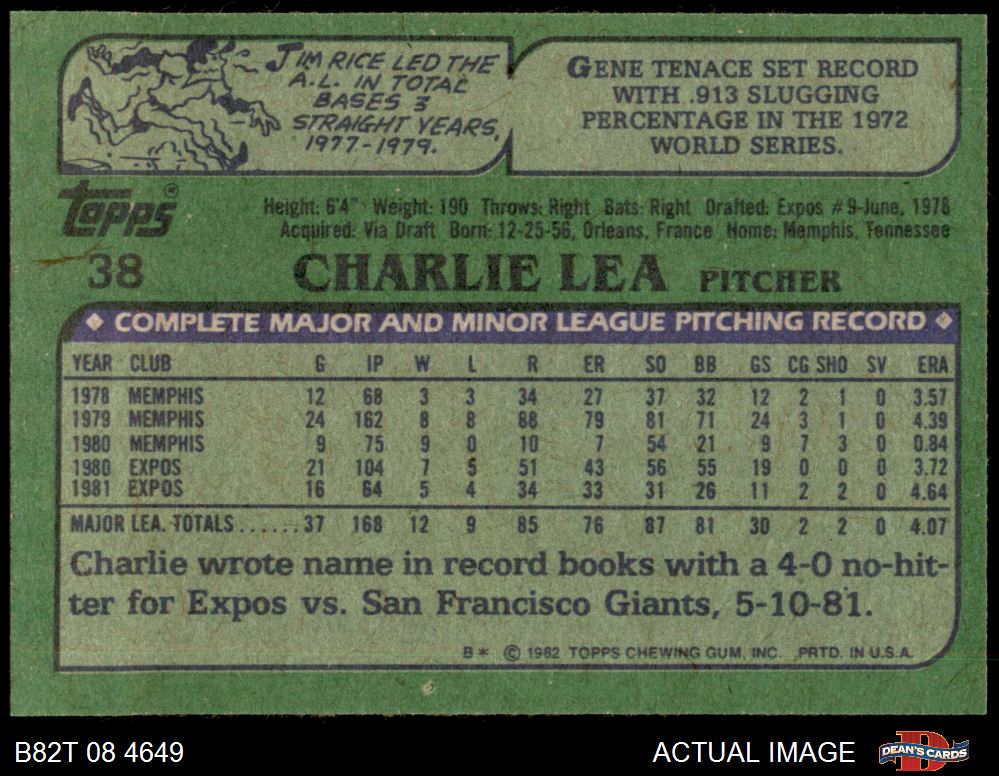 JIM RICE LED THE
A.L. IN TOTAL
BASES 3
STRAIGHT YEARS,
1977-1979.
GENE TENACE SET RECORD
WITH .913 SLUGGING
PERCENTAGE IN THE 1972
WORLD SERIES.
Topps®
Height: 6'4" Weight: 190 Throws: Right Bats: Right Drafted: Expos #9-June, 1978
Acquired: Via Draft Born: 12-25-56, Orleans, France Home: Memphis, Tennessee
38 CHARLIE LEA PITCHER
COMPLETE MAJOR AND MINOR LEAGUE PITCHING RECORD
YEAR CLUB G IP W L R ER SO BB GS CG SHO SV ERA
1978 MEMPHIS 12 68 3 3 34 27 37 32 12 2 1 0 3.57
1979 MEMPHIS 24 162 8 8 88 79 81 71 24 3 1 0 4.39
1980 MEMPHIS 9 75 9 0 10 7 54 21 9 7 3 0 0.84
1980 EXPOS 21 104 7 5 51 43 56 55 19 0 0 0 3.72
1981 EXPOS 16 64 5 4 34 33 31 26 11 2 2 0 4.64
MAJOR LEA. TOTALS......37 168 12 9 85 76 87 81 30 2 2 0 4.07
Charlie wrote name in record books with a 4-0 no-hit-
ter for Expos vs. San Francisco Giants, 5-10-81.
B* © 1982 TOPPS CHEWING GUM, INC. PRTD. IN U.S.A.
B82T 08 4649 ACTUAL IMAGE DEAN'S CARDS